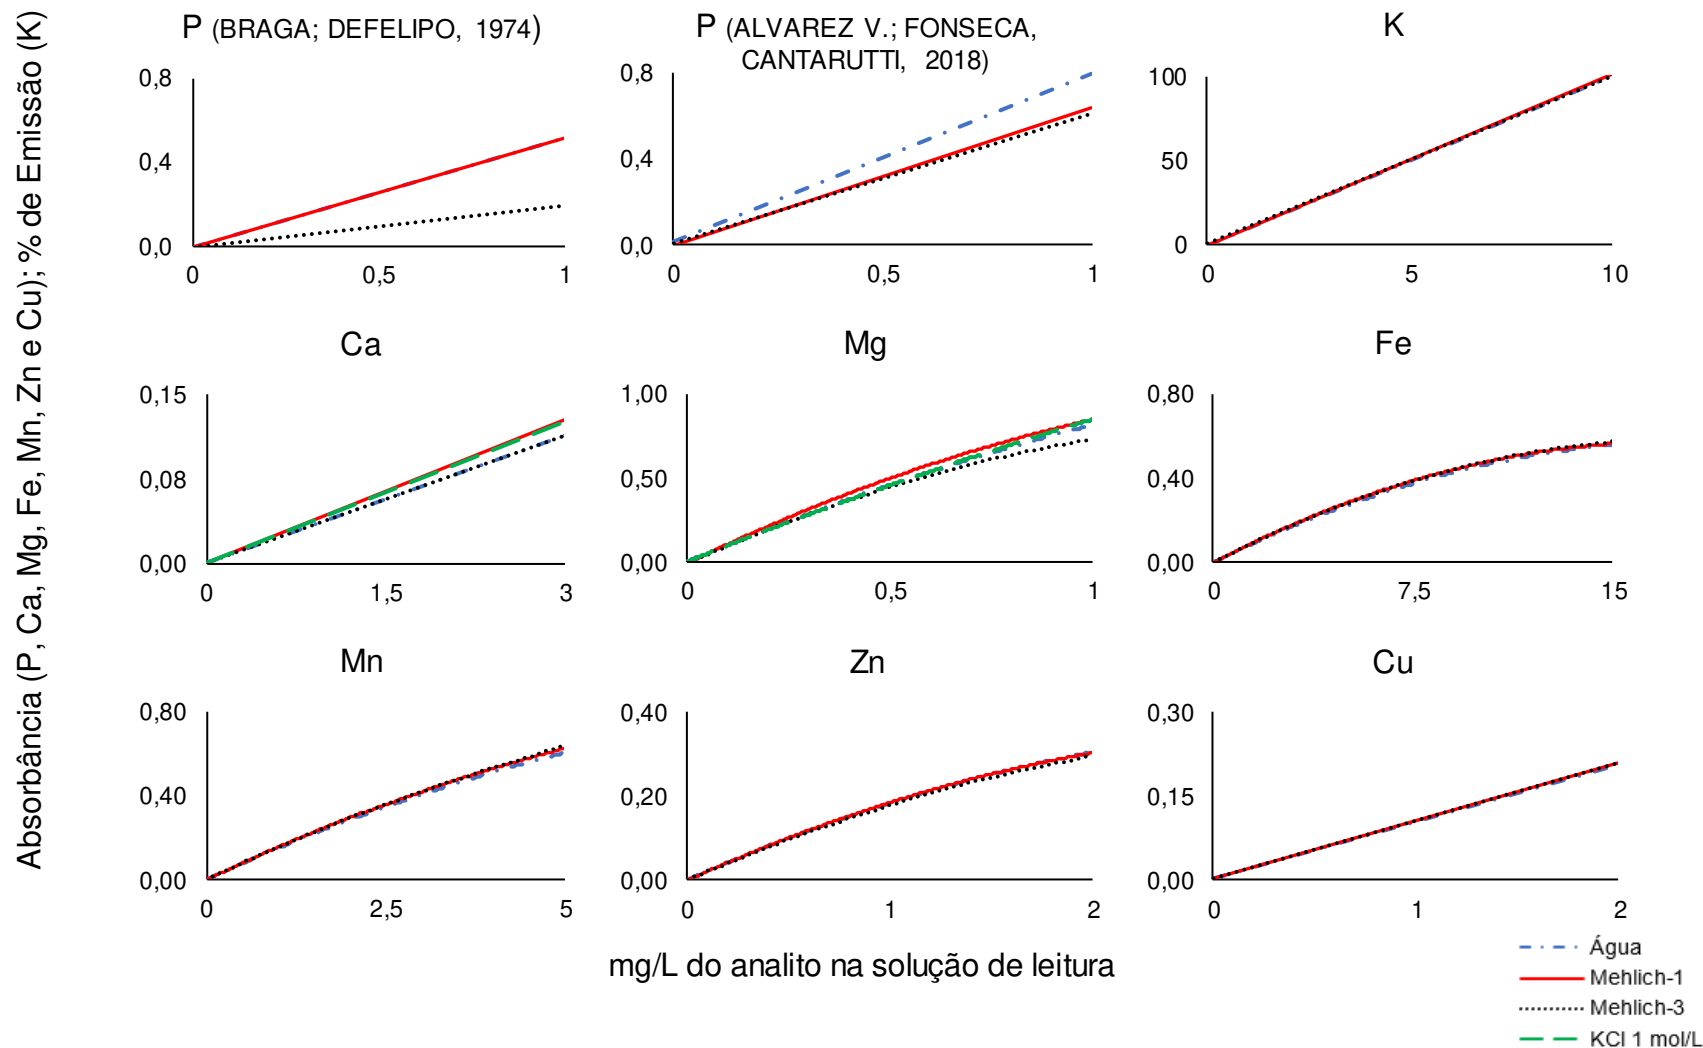 Absorbância (P, Ca, Mg, Fe, Mn, Zn e Cu); % de Emissão (K)
P (BRAGA; DEFELIPO, 1974)
0,8
0,4
0,0
0 0,5 1
P (ALVAREZ V.; FONSECA,
CANTARUTTI, 2018)
0,8
0,4
0,0
0 0,5 1
K
100
50
0
0 5 10
Ca
0,15
0,08
0,00
0 1,5 3
Mg
1,00
0,50
0,00
0 0,5 1
Fe
0,80
0,40
0,00
0 7,5 15
Mn
0,80
0,40
0,00
0 2,5 5
Zn
0,40
0,20
0,00
0 1 2
Cu
0,30
0,15
0,00
0 1 2
mg/L do analito na solução de leitura
Água
Mehlich-1
Mehlich-3
KCl 1 mol/L